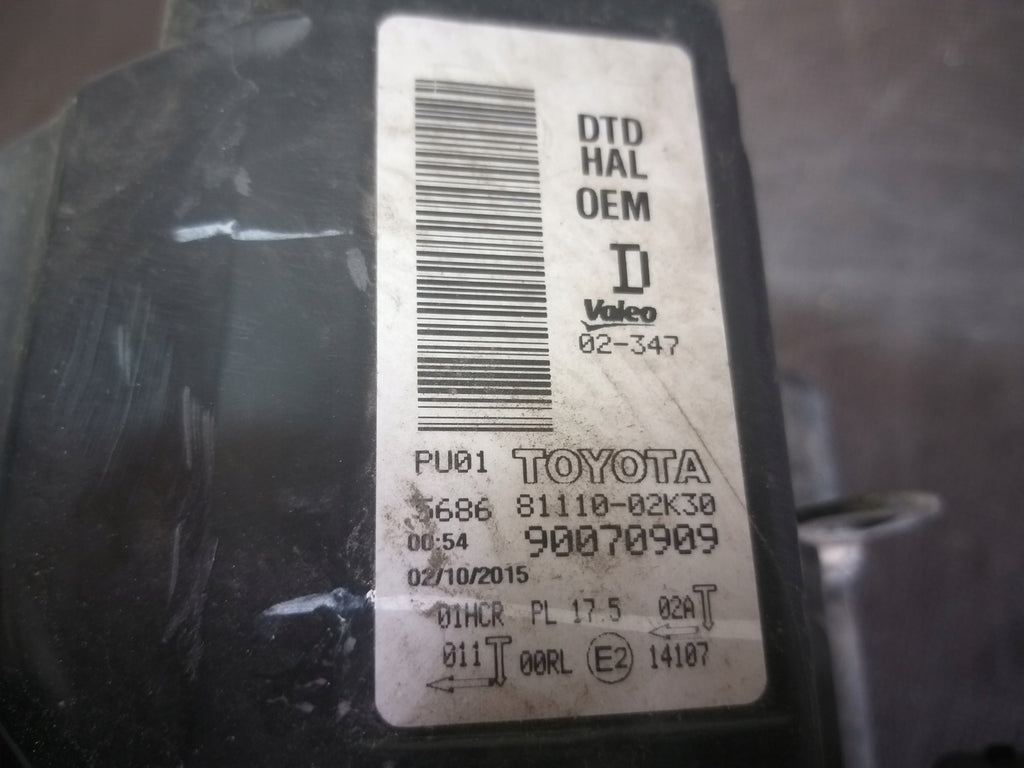 DTD
HAL
OEM
D
Valeo
02-347
PU01 TOYOTA
5686 81110-02K30
00:54 90070909
02/10/2015
01HCR PL 17.5 02A
011 00RL E2 14107